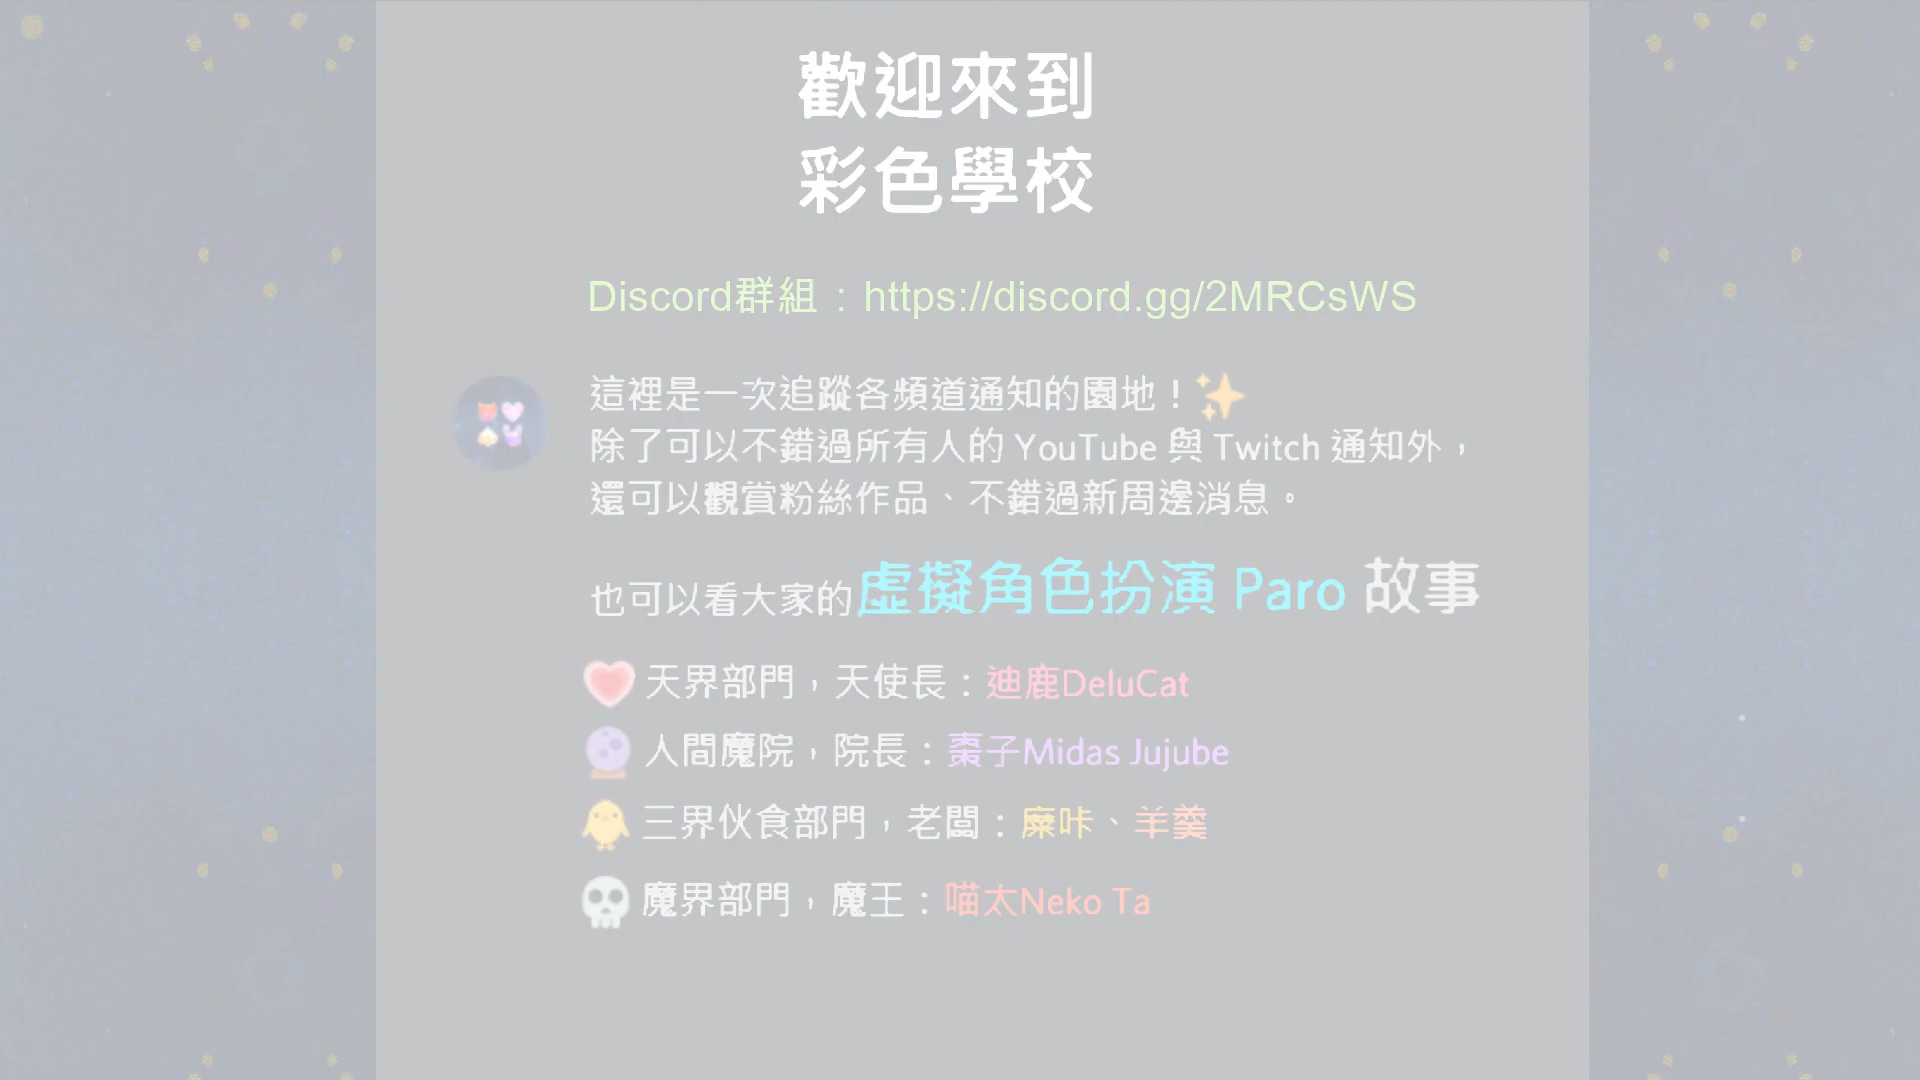 歡迎來到
彩色學校
Discord群組：https://discord.gg/2MRCsWS
這裡是一次追蹤各頻道通知的園地！✨
除了可以不錯過所有人的 YouTube 與 Twitch 通知外，
還可以觀賞粉絲作品、不錯過新周邊消息。
也可以看大家的虛擬角色扮演 Paro 故事
天界部門，天使長：迪鹿DeluCat
人間魔院，院長：棗子Midas Jujube
三界伙食部門，老闆：麻咔、羊羹
魔界部門，魔王：喵太Neko Ta